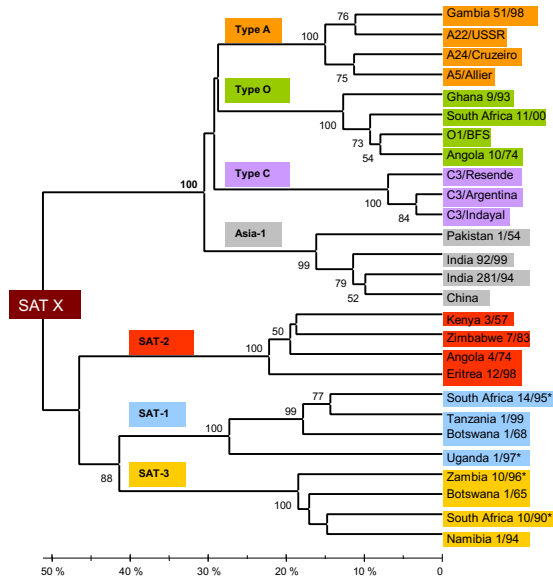 Gambia 51/98
76
Type A
A22/USSR
100
A24/Cruzeiro
75
A5/Allier
Type O
Ghana 9/93
South Africa 11/00
100
O1/BFS
73
Angola 10/74
54
Type C
C3/Resende
100
C3/Argentina
84
C3/Indayal
100
Asia-1
Pakistan 1/54
India 92/99
99
India 281/94
79
China
52
SAT X
Kenya 3/57
50
Zimbabwe 7/83
SAT-2
100
Angola 4/74
Eritrea 12/98
South Africa 14/95*
77
SAT-1
99
Tanzania 1/99
100
Botswana 1/68
Uganda 1/97*
88
SAT-3
Zambia 10/96*
Botswana 1/65
100
South Africa 10/90*
Namibia 1/94
50 % 40 % 30% 20 % 10 % 0